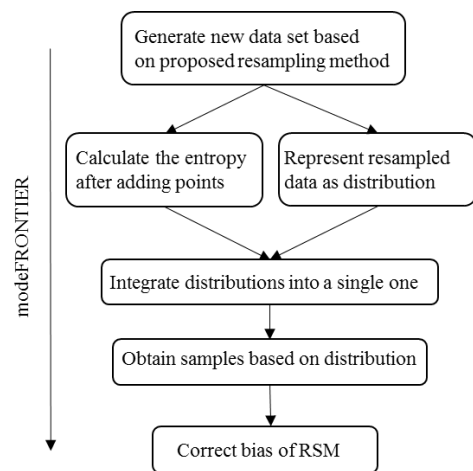 Generate new data set based
on proposed resampling method
Calculate the entropy
after adding points
Represent resampled
data as distribution
Integrate distributions into a single one
Obtain samples based on distribution
Correct bias of RSM
modeFRONTIER